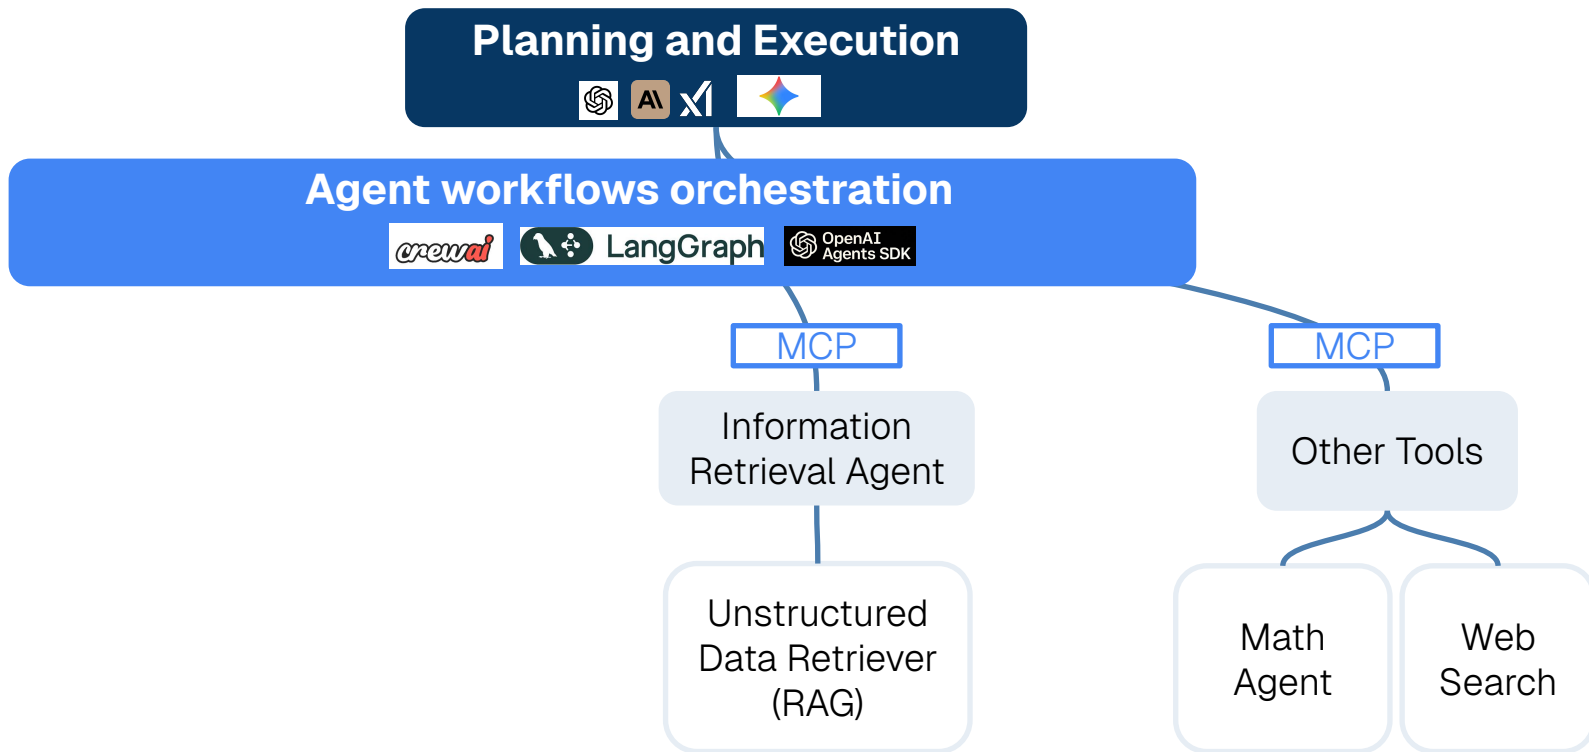 Planning and Execution
AI
xI
Agent workflows orchestration
crewai
LangGraph
OpenAI
Agents SDK
MCP
MCP
Information
Retrieval Agent
Other Tools
Unstructured
Data Retriever
(RAG)
Math
Agent
Web
Search